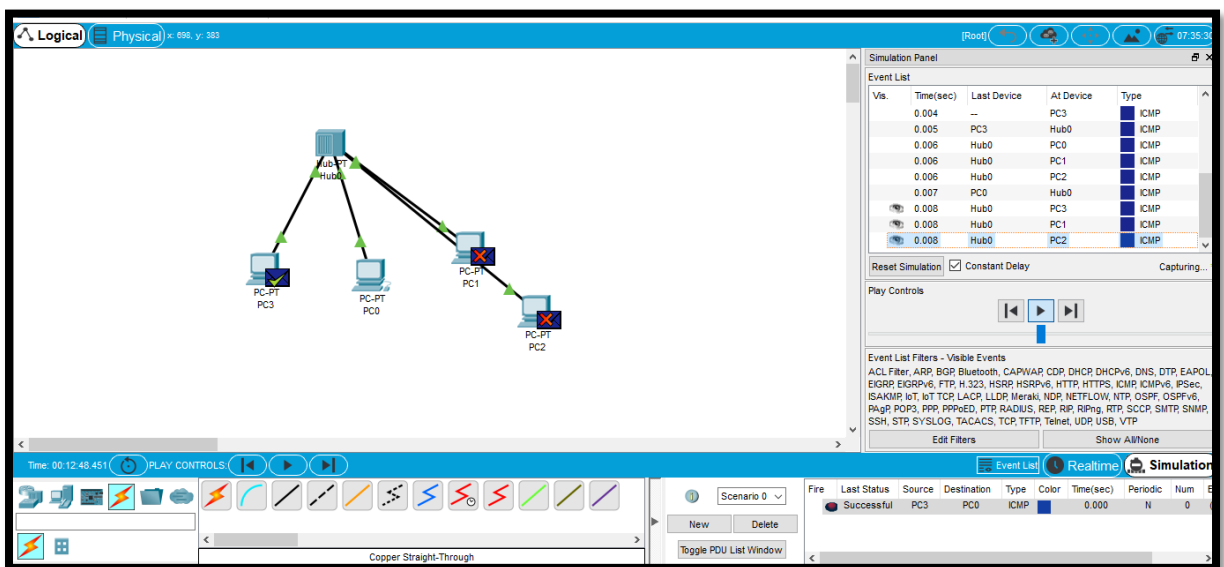 Logical Physical x: 698, y: 383 [Root] 07:35:30
Hub-PT
Hub0
PC-PT
PC3
PC-PT
PC0
PC-PT
PC1
PC-PT
PC2
Simulation Panel
Event List
Vis. Time(sec) Last Device At Device Type
0.004 -- PC3 ICMP
0.005 PC3 Hub0 ICMP
0.006 Hub0 PC0 ICMP
0.006 Hub0 PC1 ICMP
0.006 Hub0 PC2 ICMP
0.007 PC0 Hub0 ICMP
0.008 Hub0 PC3 ICMP
0.008 Hub0 PC1 ICMP
0.008 Hub0 PC2 ICMP
Reset Simulation Constant Delay Capturing...
Play Controls
Event List Filters - Visible Events
ACL Filter, ARP, BGP, Bluetooth, CAPWAP, CDP, DHCP, DHCPv6, DNS, DTP, EAPOL,
EIGRP, EIGRPv6, FTP, H.323, HSRP, HSRPv6, HTTP, HTTPS, ICMP, ICMPv6, IPSec,
ISAKMP, IoT, IoT TCP, LACP, LLDP, Meraki, NDP, NETFLOW, NTP, OSPF, OSPFv6,
PAgP, POP3, PPP, PPPoED, PTP, RADIUS, REP, RIP, RIPng, RTP, SCCP, SMTP, SNMP,
SSH, STP, SYSLOG, TACACS, TCP, TFTP, Telnet, UDP, USB, VTP
Edit Filters Show All/None
Time: 00:12:48.451 PLAY CONTROLS: Event List Realtime Simulation
Copper Straight-Through
Scenario 0
New Delete
Toggle PDU List Window
Fire Last Status Source Destination Type Color Time(sec) Periodic Num
Successful PC3 PC0 ICMP 0.000 N 0